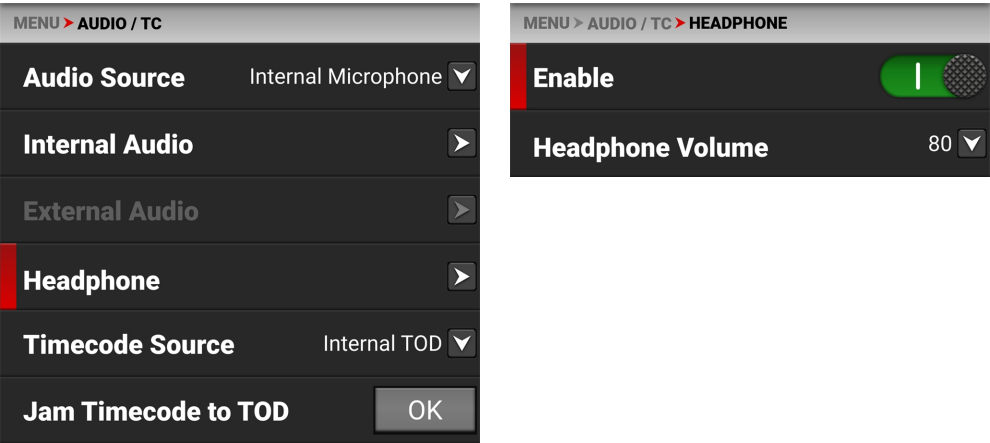 MENU > AUDIO / TC
Audio Source Internal Microphone
Internal Audio
External Audio
Headphone
Timecode Source Internal TOD
Jam Timecode to TOD OK
MENU > AUDIO / TC > HEADPHONE
Enable
Headphone Volume 80